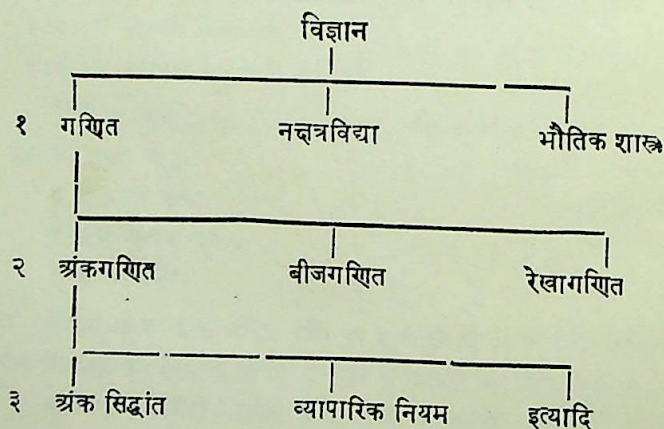 विज्ञान
१ गणित नक्षत्रविद्या भौतिक शास्त्र
२ अंकगणित बीजगणित रेखागणित
३ अंक सिद्धांत व्यापारिक नियम इत्यादि